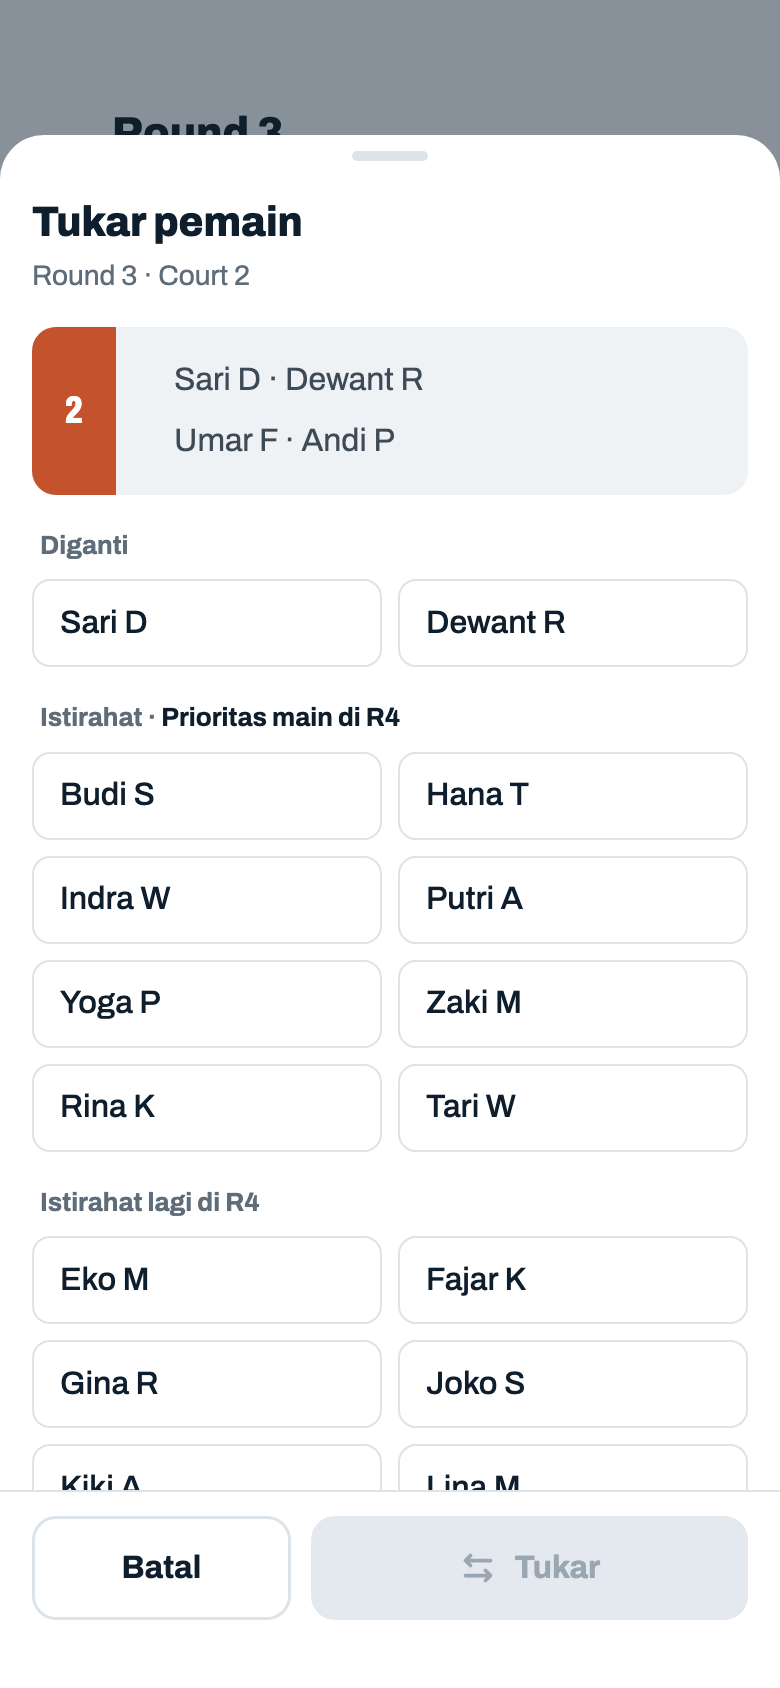 Round 3
Tukar pemain
Round 3 · Court 2
2
Sari D · Dewant R
Umar F · Andi P
Diganti
Sari D
Dewant R
Istirahat · Prioritas main di R4
Budi S
Hana T
Indra W
Putri A
Yoga P
Zaki M
Rina K
Tari W
Istirahat lagi di R4
Eko M
Fajar K
Gina R
Joko S
Kiki A
Lina M
Batal
Tukar